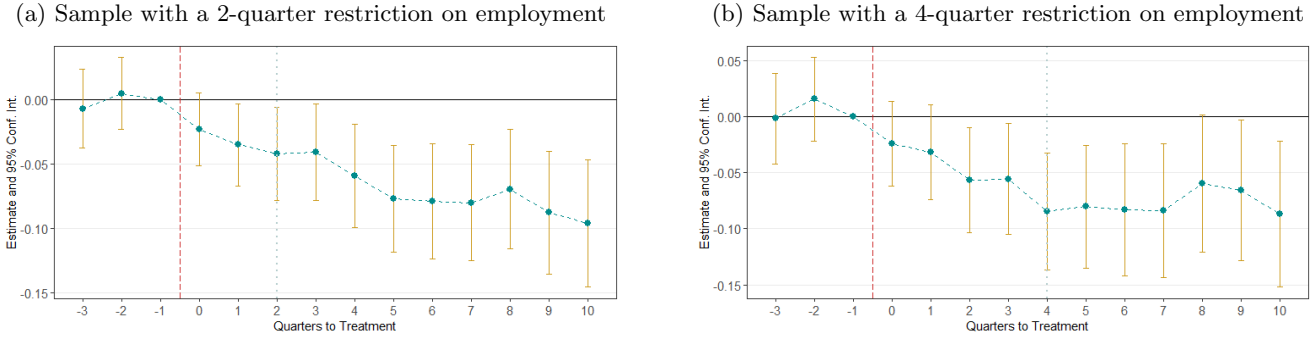 (a) Sample with a 2-quarter restriction on employment
Estimate and 95% Conf. Int.
0.00
-0.05
-0.10
-0.15
-3 -2 -1 0 1 2 3 4 5 6 7 8 9 10
Quarters to Treatment
(b) Sample with a 4-quarter restriction on employment
Estimate and 95% Conf. Int.
0.05
0.00
-0.05
-0.10
-0.15
-3 -2 -1 0 1 2 3 4 5 6 7 8 9 10
Quarters to Treatment